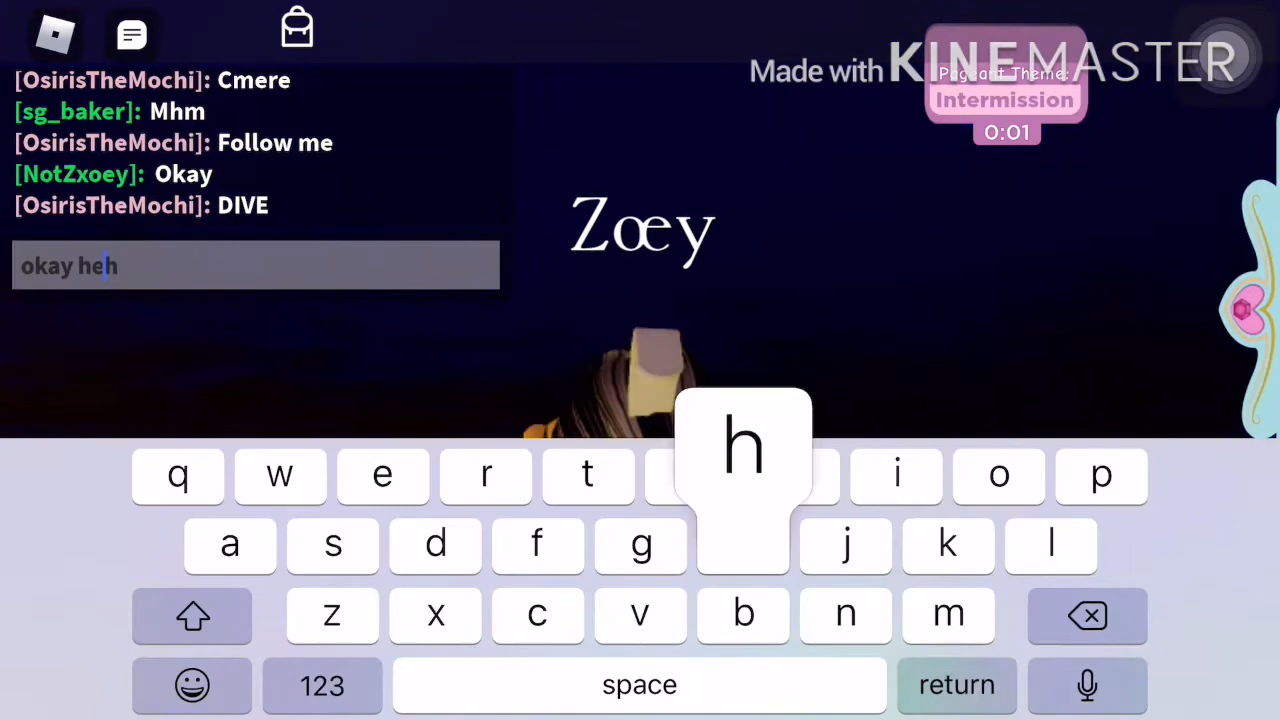 Made with KINEMASTER
[OsirisTheMochi]: Cmere
[sg_baker]: Mhm
[OsirisTheMochi]: Follow me
[NotZxoey]: Okay
[OsirisTheMochi]: DIVE
okay heh
Pageant Theme:
Intermission
0:01
Zœy
h
q w e r t i o p
a s d f g j k l
z x c v b n m
123 space return